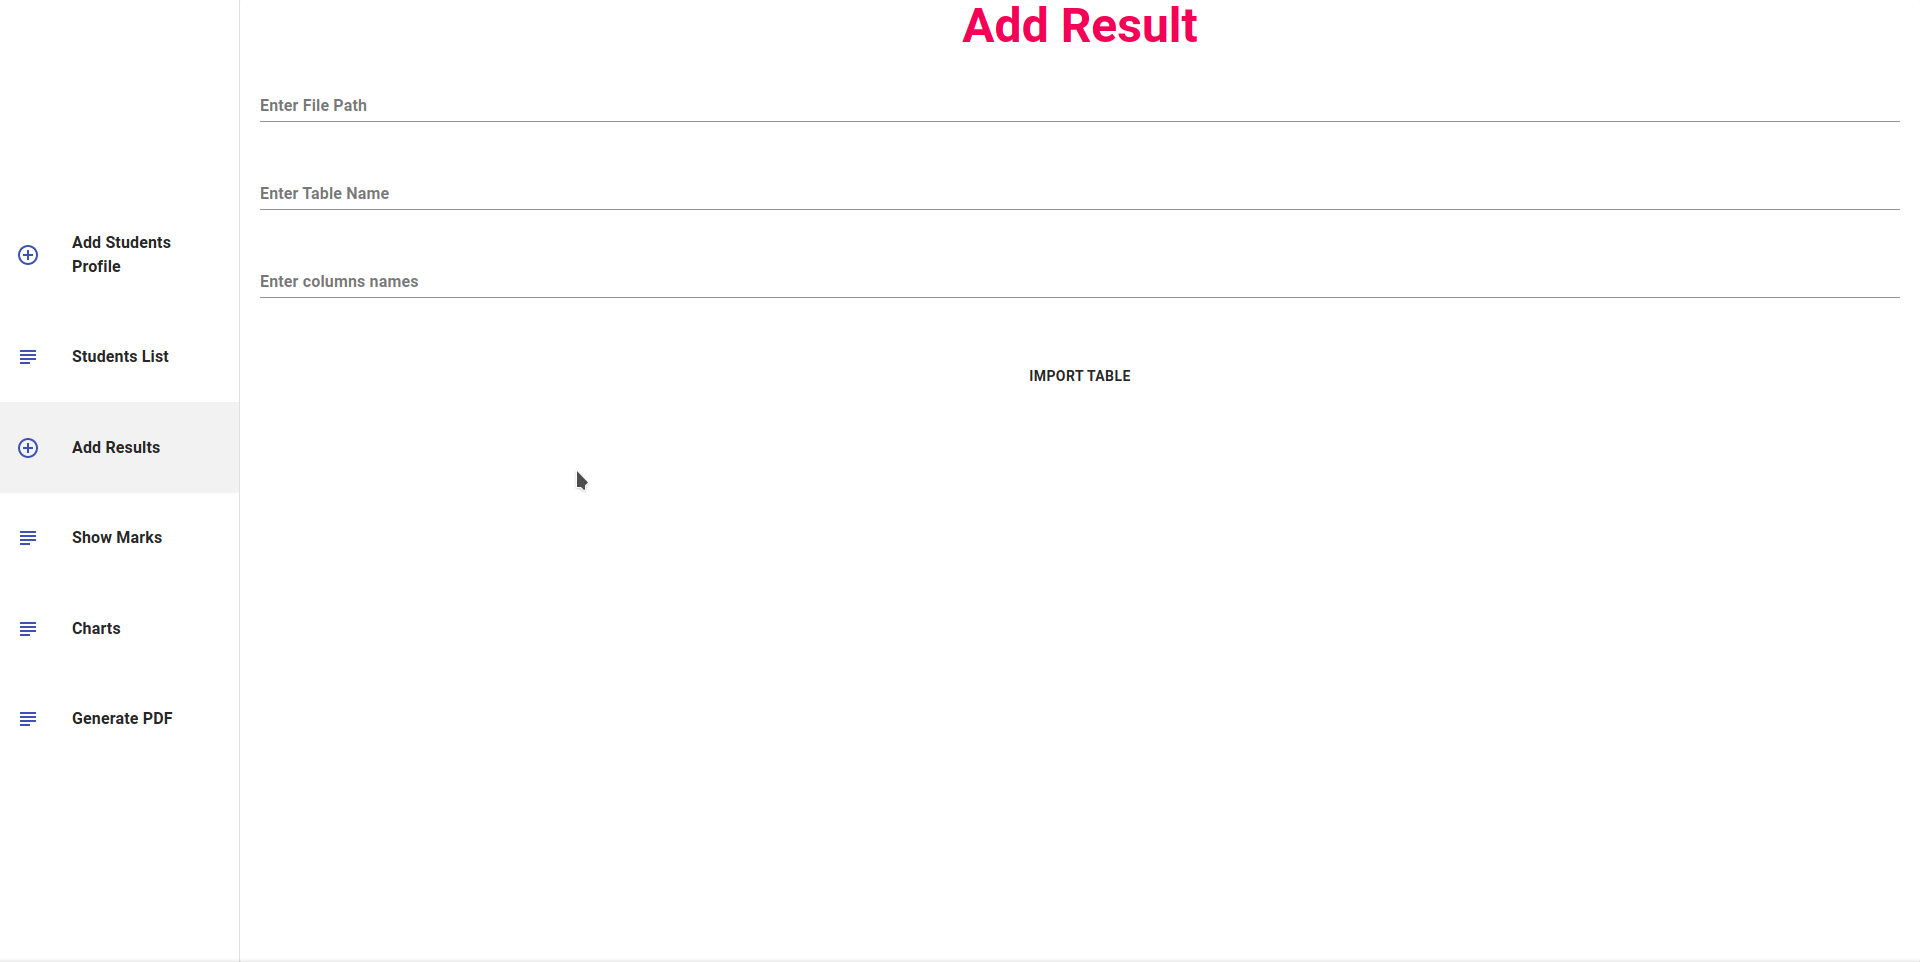 Add Students
Profile
Students List
Add Results
Show Marks
Charts
Generate PDF
Add Result
Enter File Path
Enter Table Name
Enter columns names
IMPORT TABLE